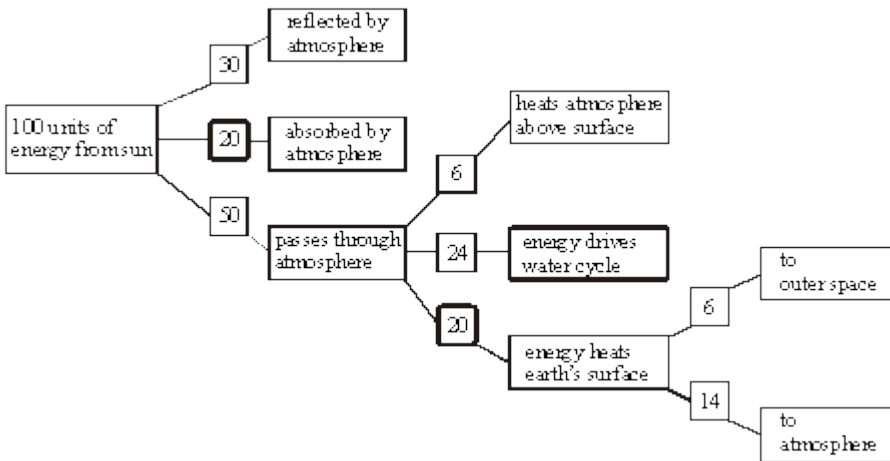 reflected by
atmosphere
30
100 units of
energy from sun
20
absorbed by
atmosphere
50
passes through
atmosphere
heats atmosphere
above surface
6
24
energy drives
water cycle
20
energy heats
earth's surface
to
outer space
6
14
to
atmosphere